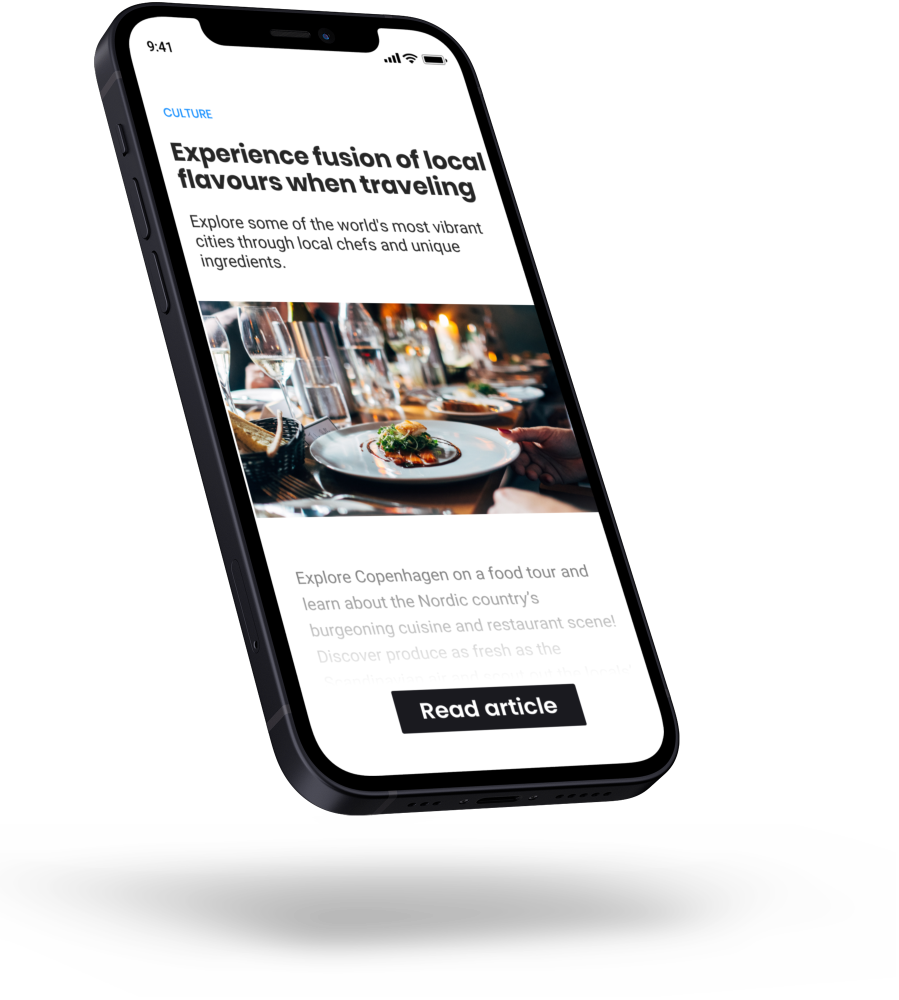 9:41
CULTURE
Experience fusion of local
flavours when traveling
Explore some of the world's most vibrant
cities through local chefs and unique
ingredients.
Explore Copenhagen on a food tour and
learn about the Nordic country's
burgeoning cuisine and restaurant scene!
Discover produce as fresh as the
Read article